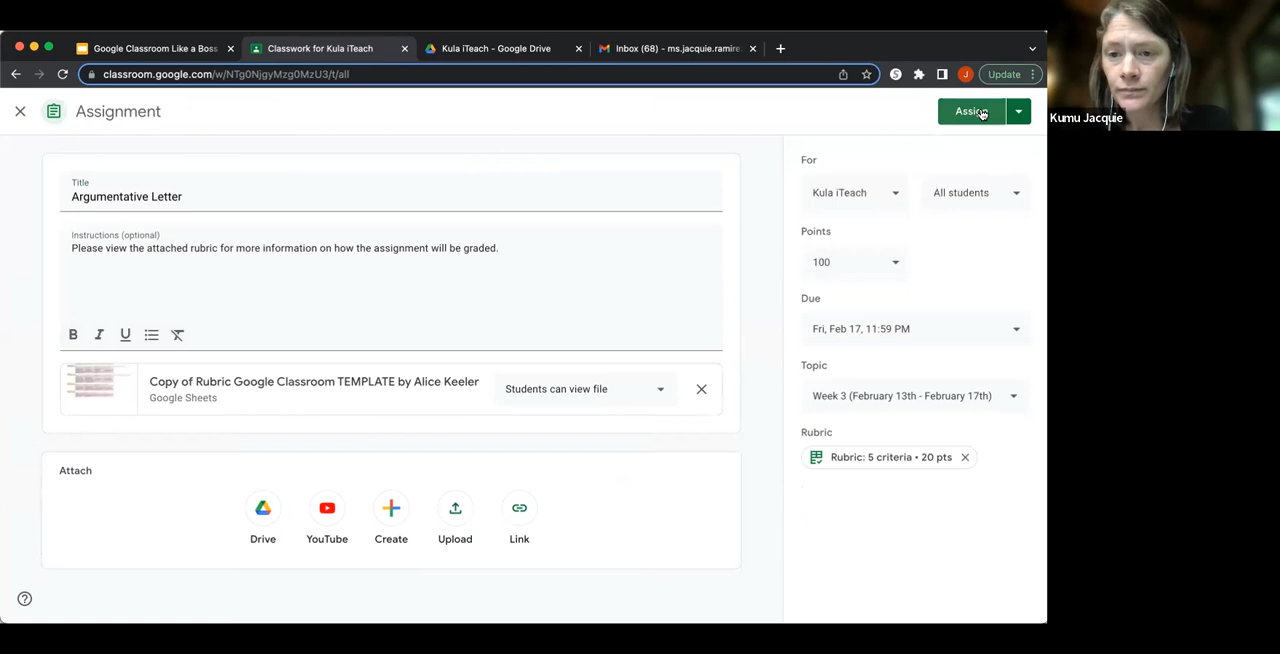 Google Classroom Like a Boss
Classwork for Kula iTeach
Kula iTeach - Google Drive
Inbox (68) - ms.jacquie.ramire
classroom.google.com/w/NTg0NjgyMzg0MzU3/t/all
S
J
Update
Assignment
Assign
Kumu Jacquie
Title
Argumentative Letter
Instructions (optional)
Please view the attached rubric for more information on how the assignment will be graded.
B I U
Copy of Rubric Google Classroom TEMPLATE by Alice Keeler
Google Sheets
Students can view file
Attach
Drive
YouTube
Create
Upload
Link
For
Kula iTeach
All students
Points
100
Due
Fri, Feb 17, 11:59 PM
Topic
Week 3 (February 13th - February 17th)
Rubric
Rubric: 5 criteria • 20 pts